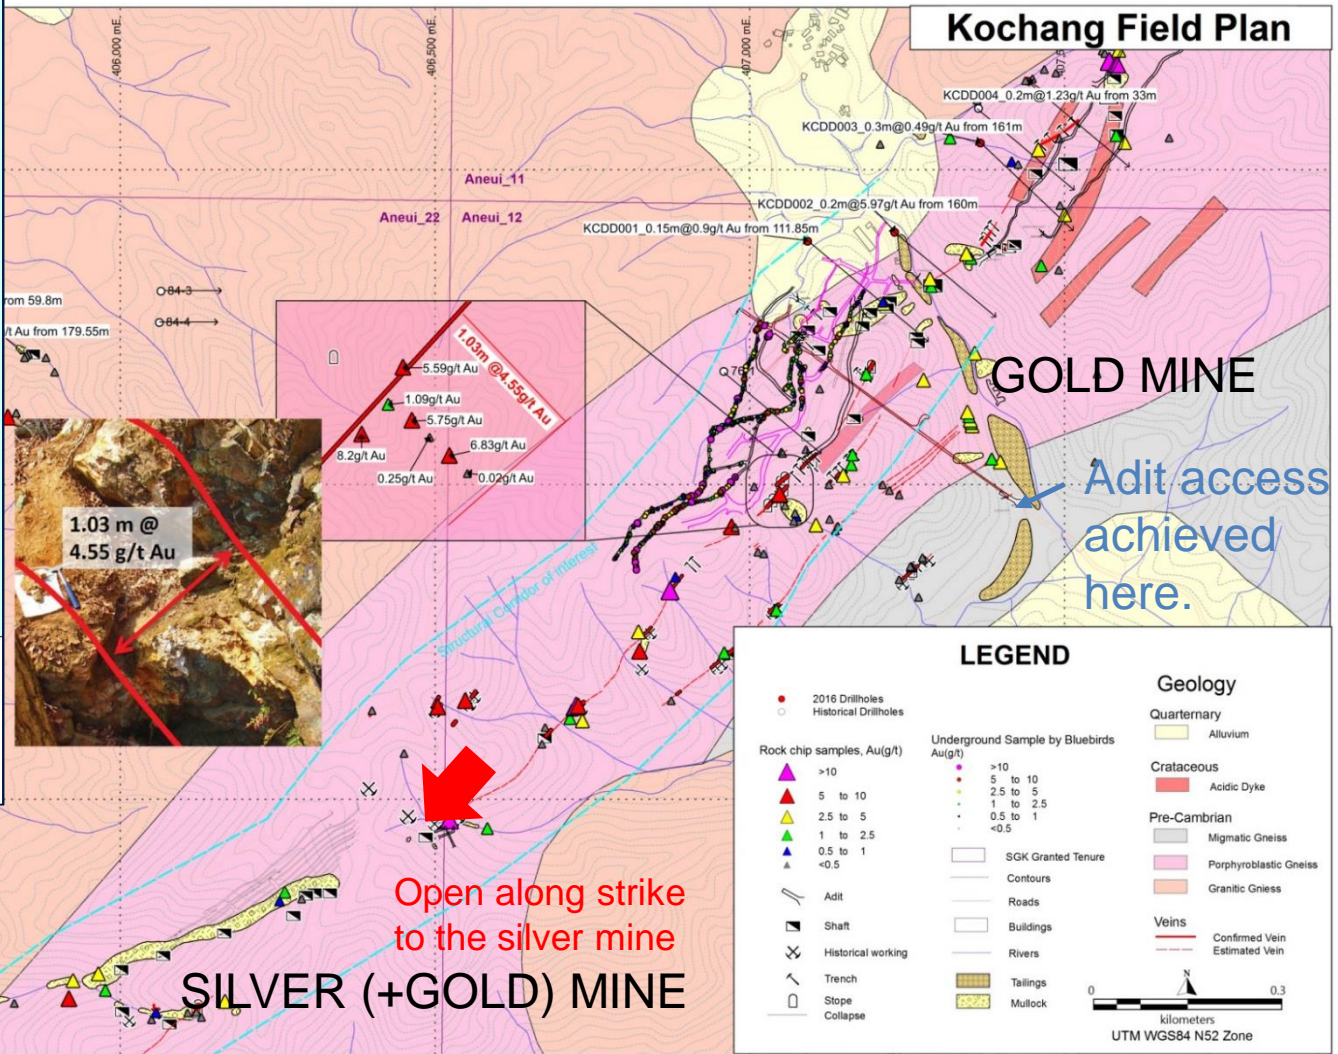 Kochang Field Plan
406,000 mE.
406,500 mE.
407,000 mE.
KCDD004_0.2m@1.23g/t Au from 33m
KCDD003_0.3m@0.49g/t Au from 161m
KCDD002_0.2m@5.97g/t Au from 160m
KCDD001_0.15m@0.9g/t Au from 111.85m
Aneui_11
Aneui_22
Aneui_12
84-3
84-4
rom 59.8m
/t Au from 179.55m
1.03m @4.55g/t Au
5.59g/t Au
1.09g/t Au
5.75g/t Au
8.2g/t Au
6.83g/t Au
0.25g/t Au
0.02g/t Au
1.03 m @
4.55 g/t Au
GOLD MINE
Adit access
achieved
here.
Structural Corridor of interest
Open along strike
to the silver mine
SILVER (+GOLD) MINE
LEGEND
2016 Drillholes
Historical Drillholes
Rock chip samples, Au(g/t)
>10
5 to 10
2.5 to 5
1 to 2.5
0.5 to 1
<0.5
Adit
Shaft
Historical working
Trench
Stope
Collapse
Underground Sample by Bluebirds
Au(g/t)
>10
5 to 10
2.5 to 5
1 to 2.5
0.5 to 1
<0.5
SGK Granted Tenure
Contours
Roads
Buildings
Rivers
Tailings
Mullock
Geology
Quarternary
Alluvium
Crataceous
Acidic Dyke
Pre-Cambrian
Migmatic Gneiss
Porphyroblastic Gneiss
Granitic Gniess
Veins
Confirmed Vein
Estimated Vein
N
0 0.3
kilometers
UTM WGS84 N52 Zone